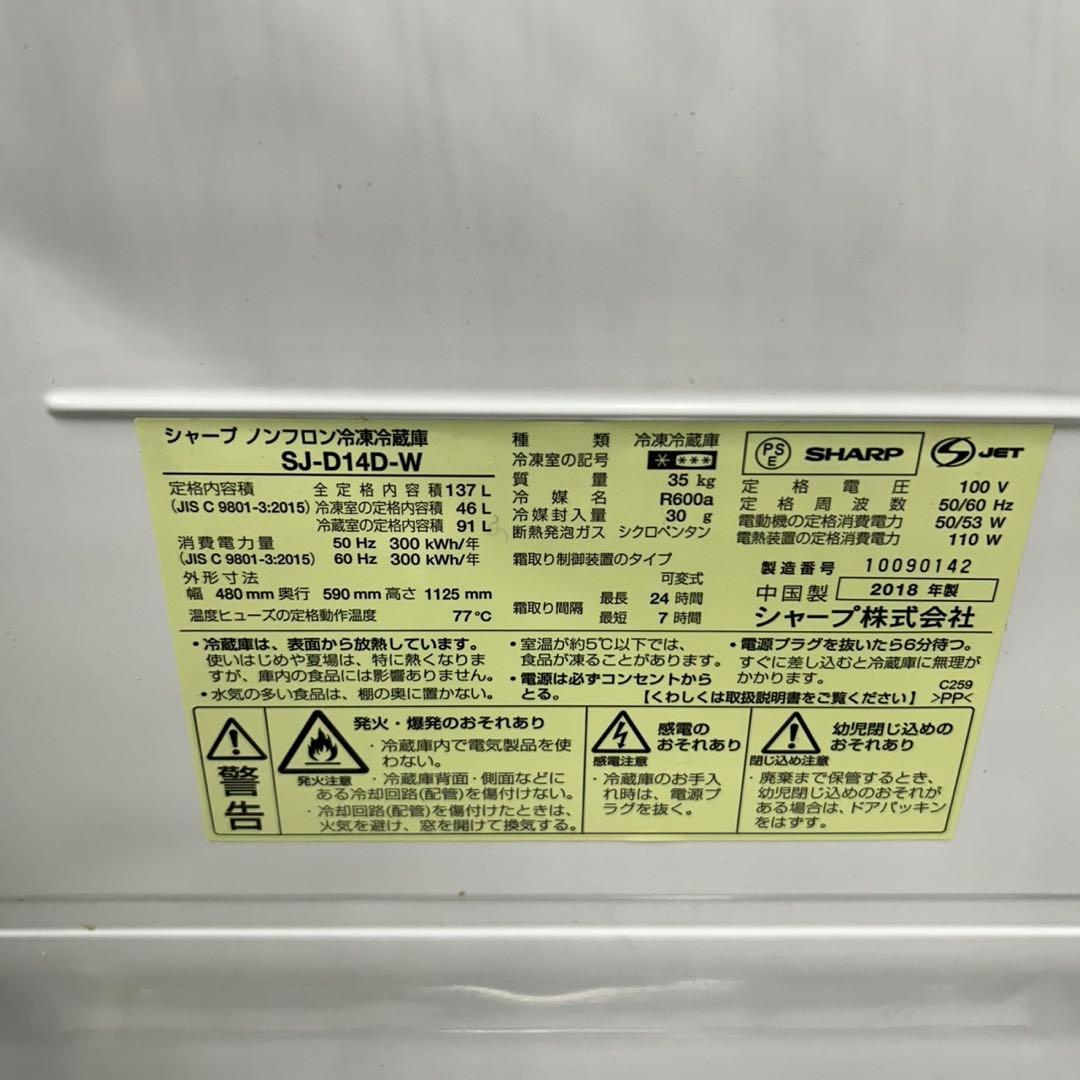 シャープ ノンフロン冷凍冷蔵庫
SJ-D14D-W
定格内容積 全定格内容積 137 L
(JIS C 9801-3:2015) 冷凍室の定格内容積 46 L
冷蔵室の定格内容積 91 L
消費電力量 50 Hz 300 kWh/年
(JIS C 9801-3:2015) 60 Hz 300 kWh/年
外形寸法
幅 480 mm 奥行 590 mm 高さ 1125 mm
温度ヒューズの定格動作温度 77℃
種類 冷凍冷蔵庫
冷凍室の記号 * ***
質量 35 kg
冷媒名 R600a
冷媒封入量 30 g
断熱発泡ガス シクロペンタン
霜取り制御装置のタイプ
可変式
霜取り間隔 最長 24 時間
最短 7 時間
PSE SHARP S JET
定格電圧 100 V
定格周波数 50/60 Hz
電動機の定格消費電力 50/53 W
電熱装置の定格消費電力 110 W
製造番号 10090142
中国製 2018 年製
シャープ株式会社
・冷蔵庫は、表面から放熱しています。
使いはじめや夏場は、特に熱くなりま
すが、庫内の食品には影響ありません。
・水気の多い食品は、棚の奥に置かない。
・室温が約5℃以下では、
食品が凍ることがあります。
・電源は必ずコンセントから
とる。
・電源プラグを抜いたら6分待つ。
すぐに差し込むと冷蔵庫に無理が
かかります。
C259
【くわしくは取扱説明書をご覧ください】 >PP<
警告
発火・爆発のおそれあり
発火注意
・冷蔵庫内で電気製品を使
わない。
・冷蔵庫背面・側面などに
ある冷却回路(配管)を傷付けない。
・冷却回路(配管)を傷付けたときは、
火気を避け、窓を開けて換気する。
感電の
おそれあり
感電注意
・冷蔵庫のお手入
れ時は、電源プ
ラグを抜く。
幼児閉じ込めの
おそれあり
閉じ込め注意
・廃棄まで保管するとき、
幼児閉じ込めのおそれが
ある場合は、ドアパッキン
をはずす。